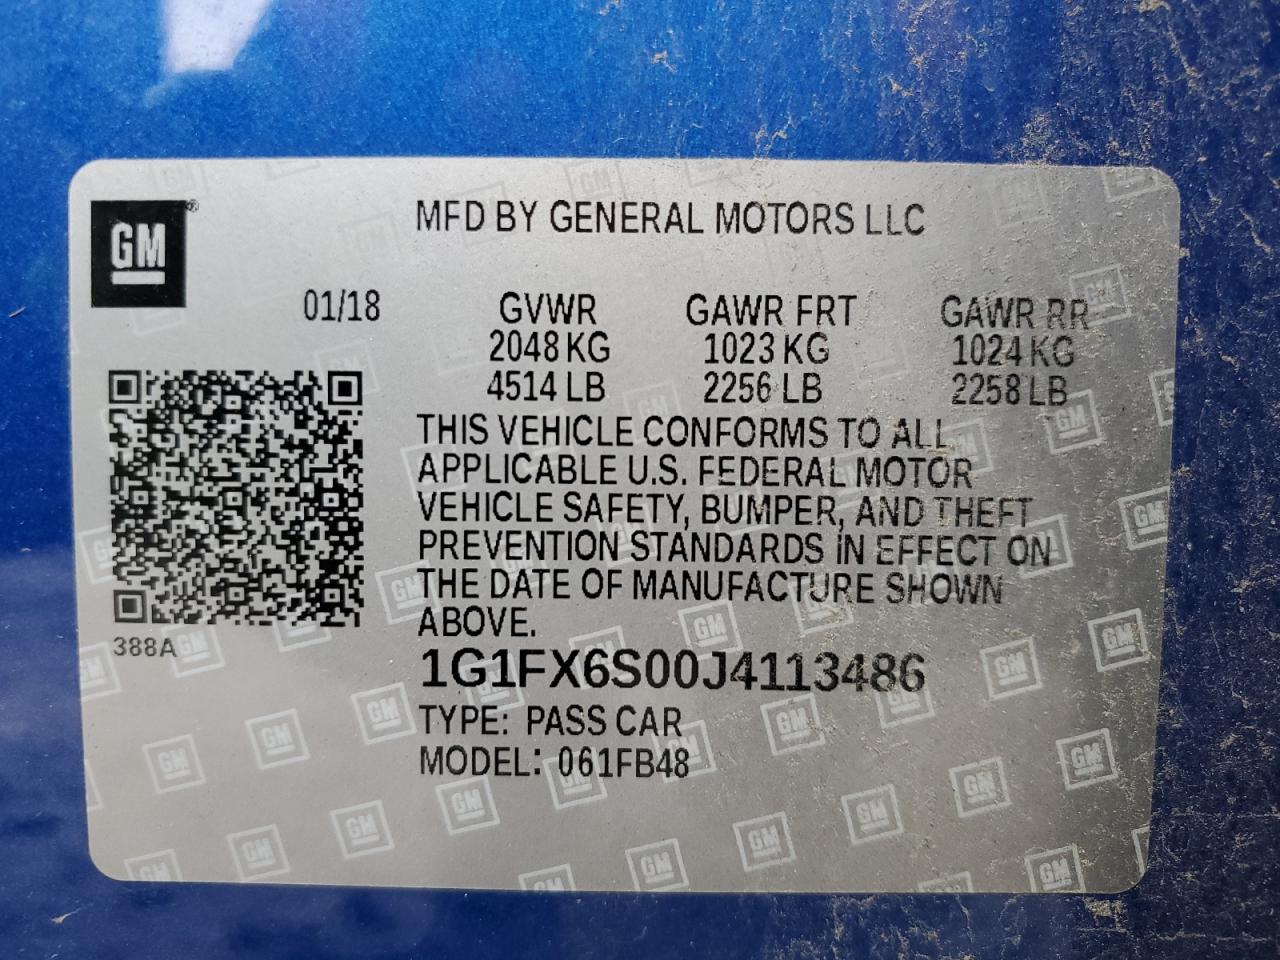 GM ®
MFD BY GENERAL MOTORS LLC
01/18
GVWR GAWR FRT GAWR RR
2048 KG 1023 KG 1024 KG
4514 LB 2256 LB 2258 LB
THIS VEHICLE CONFORMS TO ALL
APPLICABLE U.S. FEDERAL MOTOR
VEHICLE SAFETY, BUMPER, AND THEFT
PREVENTION STANDARDS IN EFFECT ON
THE DATE OF MANUFACTURE SHOWN
ABOVE.
388A
1G1FX6S00J4113486
TYPE: PASS CAR
MODEL: 061FB48